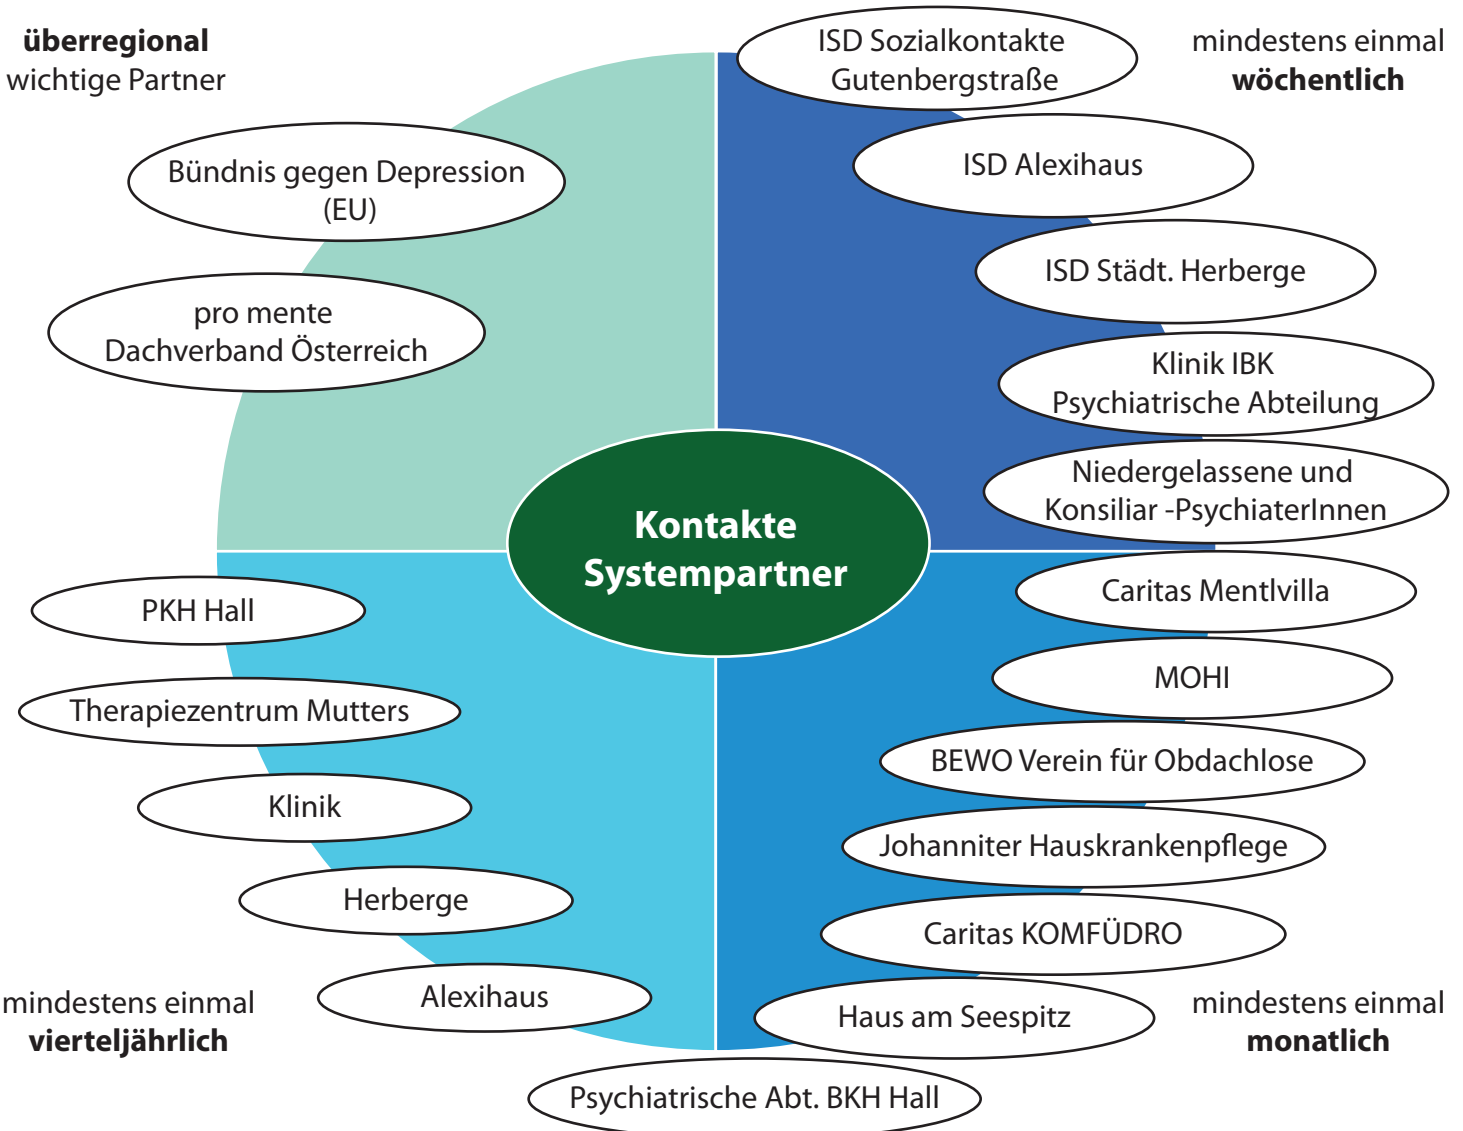 überregional
wichtige Partner
Bündnis gegen Depression
(EU)
pro mente
Dachverband Österreich
mindestens einmal
wöchentlich
ISD Sozialkontakte
Gutenbergstraße
ISD Alexihaus
ISD Städt. Herberge
Klinik IBK
Psychiatrische Abteilung
Niedergelassene und
Konsiliar -PsychiaterInnen
Kontakte
Systempartner
Caritas Mentlvilla
MOHI
BEWO Verein für Obdachlose
Johanniter Hauskrankenpflege
Caritas KOMFÜDRO
Haus am Seespitz
Psychiatrische Abt. BKH Hall
mindestens einmal
monatlich
PKH Hall
Therapiezentrum Mutters
Klinik
Herberge
Alexihaus
mindestens einmal
vierteljährlich